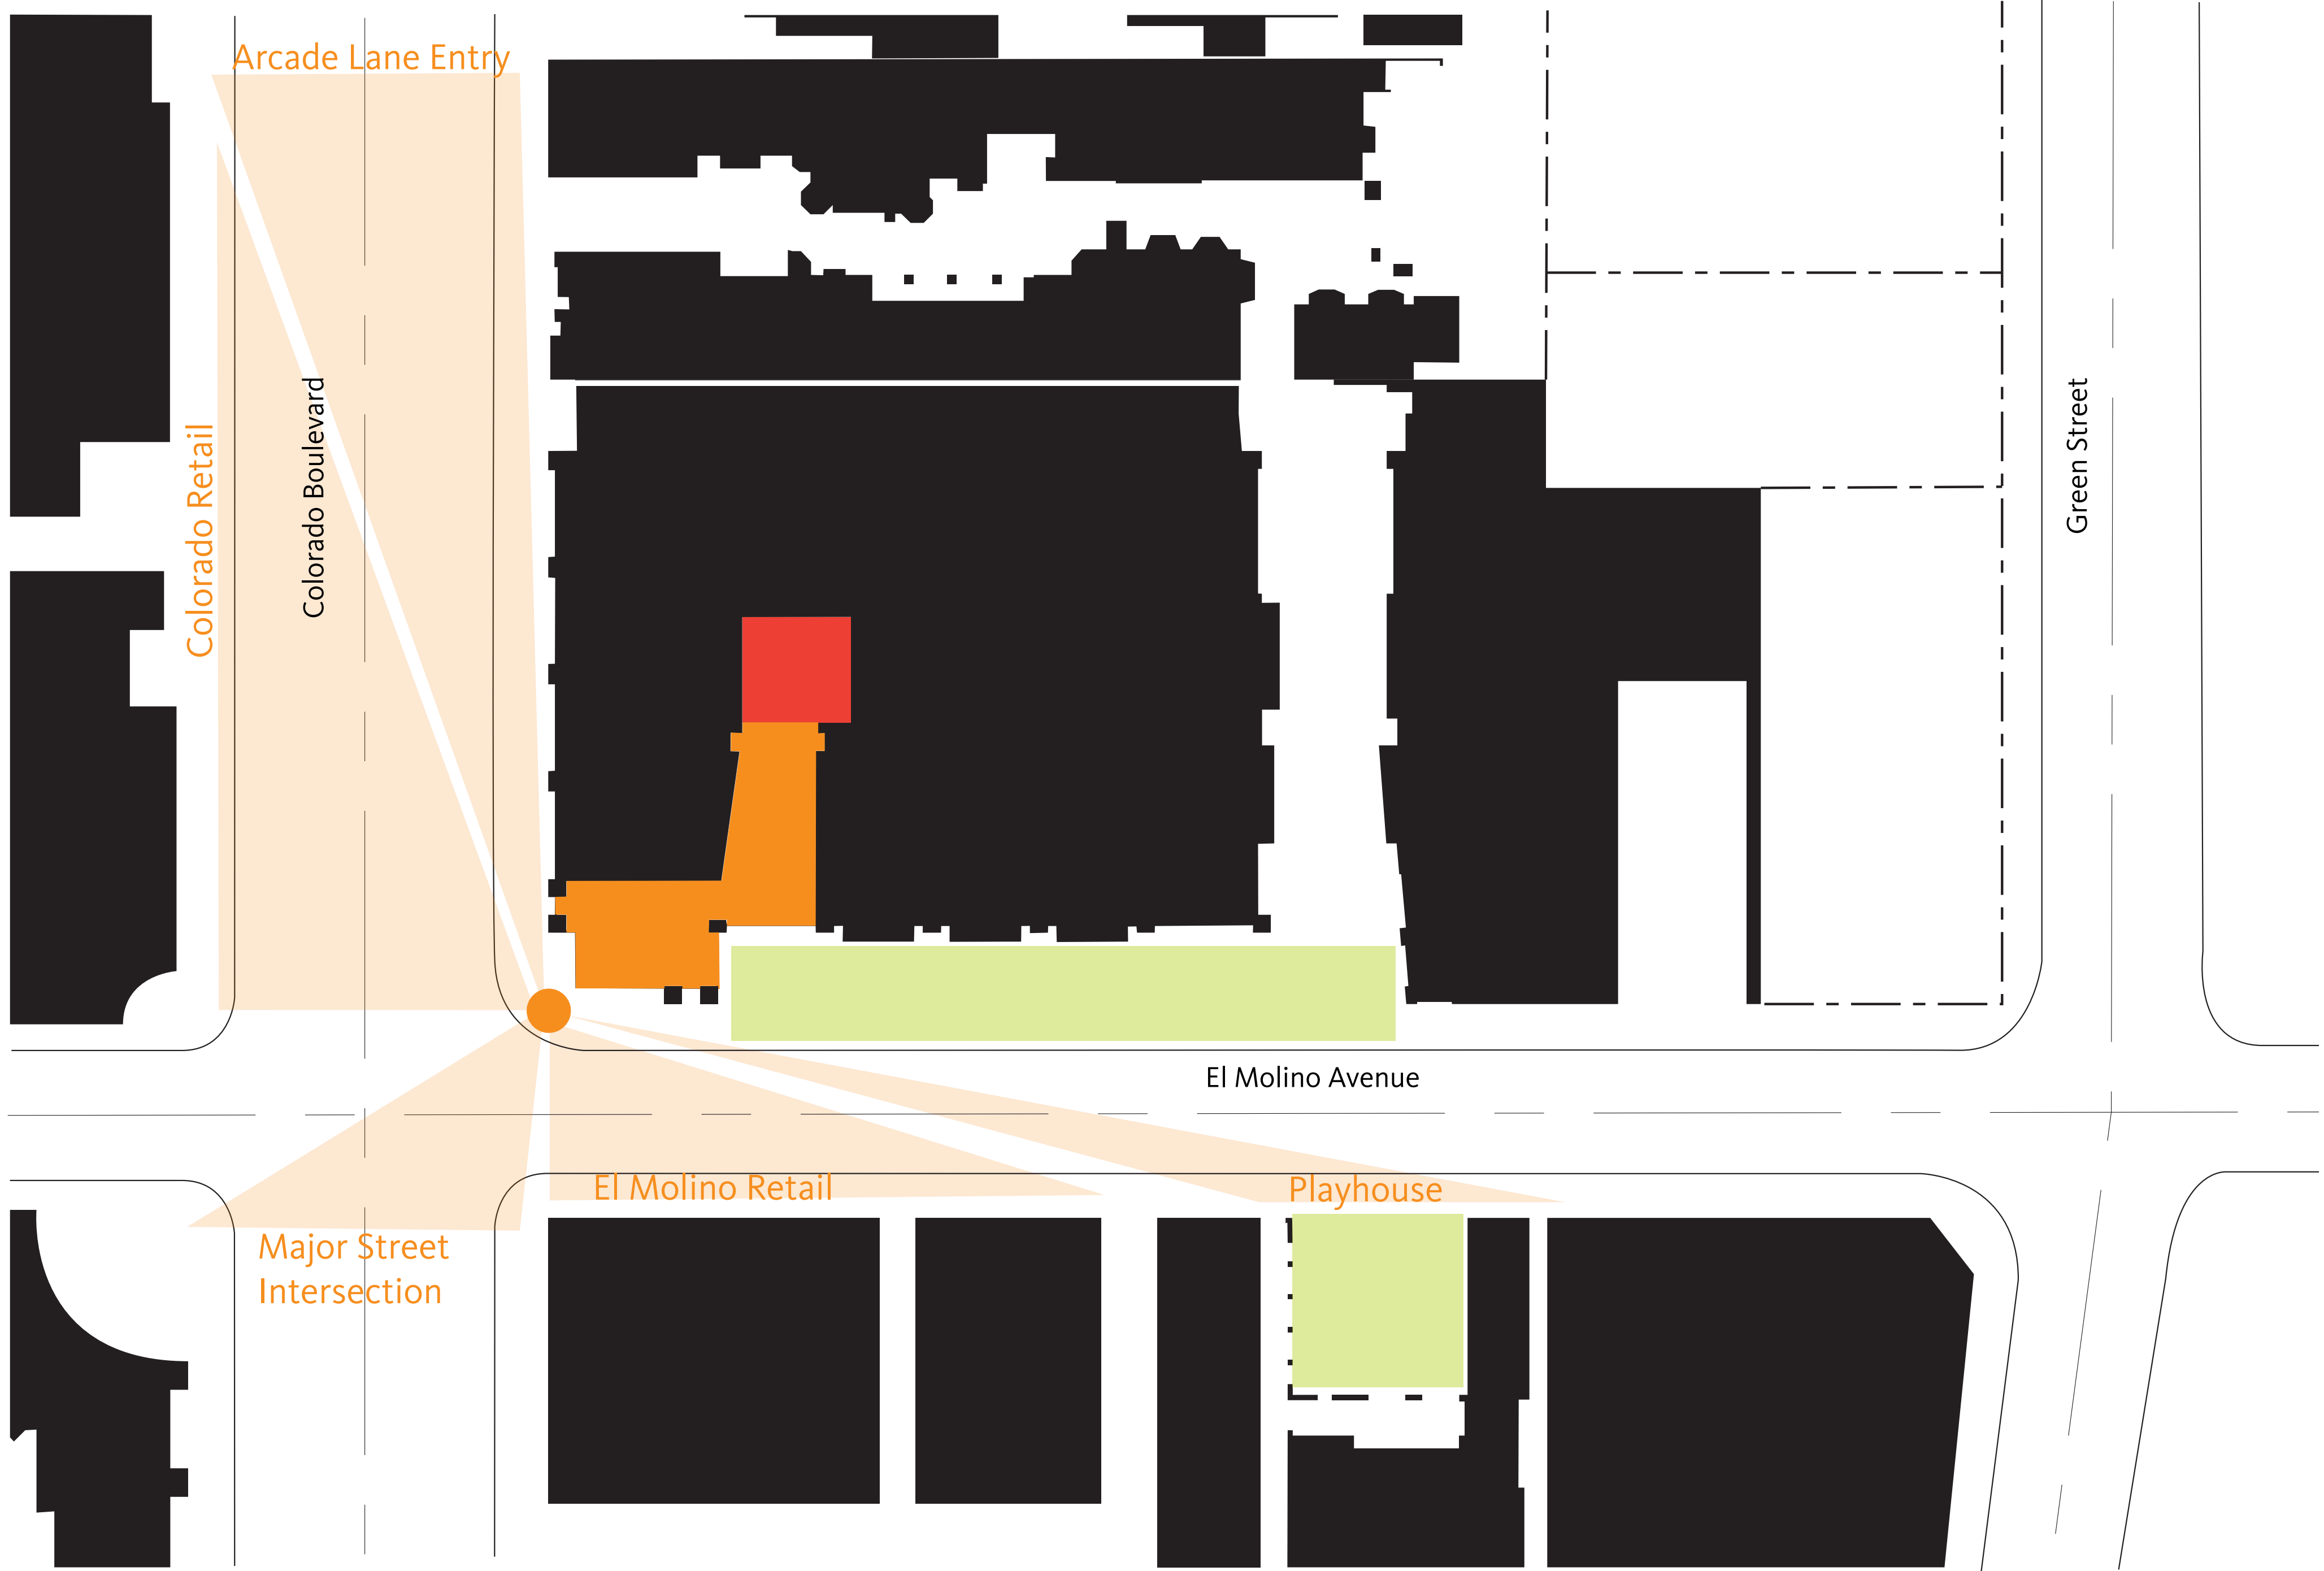 Arcade Lane Entry
Colorado Retail
Colorado Boulevard
Green Street
El Molino Avenue
El Molino Retail
Playhouse
Major Street
Intersection